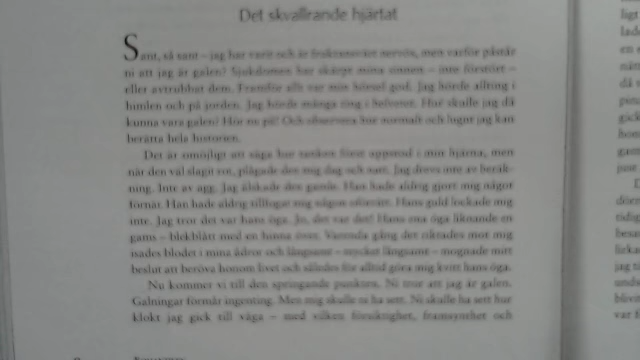 Det skvallrande hjärtat
Sant, så sant – jag har varit och är fruktansvärt nervös, men varför påstår
ni att jag är galen? Sjukdomen har skärpt mina sinnen – inte förstört –
eller avtrubbat dem. Framför allt var min hörsel god. Jag hörde allting i
himlen och på jorden. Jag hörde många ting i helvetet. Hur skulle jag då
kunna vara galen? Hör nu på! Och observera hur normalt och lugnt jag kan
berätta hela historien.
Det är omöjligt att säga hur tanken först uppstod i min hjärna, men
när den väl slagit rot, plågade den mig dag och natt. Jag drevs inte av beräk-
ning. Inte av agg. Jag älskade den gamle. Han hade aldrig gjort mig något
förnär. Han hade aldrig tillfogat mig någon oförrätt. Hans guld lockade mig
inte. Jag tror det var hans öga. Jo, det var det! Hans ena öga liknande en
gams – blekblått med en hinna över. Varenda gång det riktades mot mig
isades blodet i mina ådror och långsamt – mycket långsamt – mognade mitt
beslut att beröva honom livet och således för alltid göra mig kvitt hans öga.
Nu kommer vi till den springande punkten. Ni tror att jag är galen.
Galningar förmår ingenting. Men mig skulle ni ha sett. Ni skulle ha sett hur
klokt jag gick till väga – med vilken försiktighet, framsynthet och